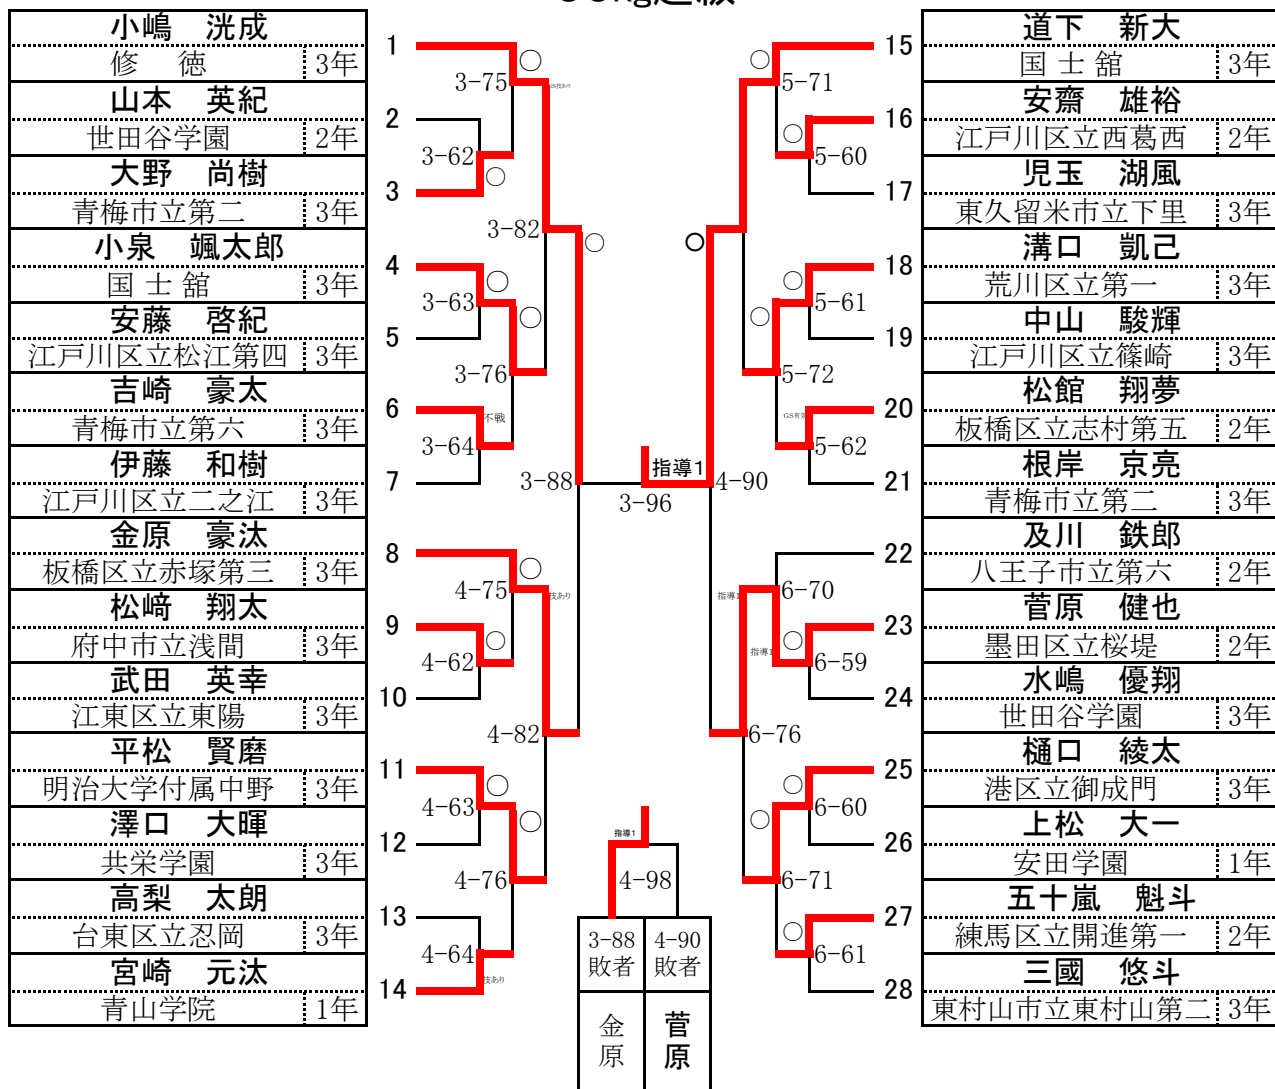 小嶋 洸成
修 徳 3年
山本 英紀
世田谷学園 2年
大野 尚樹
青梅市立第二 3年
小泉 颯太郎
国士舘 3年
安藤 啓紀
江戸川区立松江第四 3年
吉崎 豪太
青梅市立第六 3年
伊藤 和樹
江戸川区立二之江 3年
金原 豪汰
板橋区立赤塚第三 3年
松﨑 翔太
府中市立浅間 3年
武田 英幸
江東区立東陽 3年
平松 賢磨
明治大学付属中野 3年
澤口 大暉
共栄学園 3年
高梨 太朗
台東区立忍岡 3年
宮崎 元汰
青山学院 1年
1
2
3
4
5
6
7
8
9
10
11
12
13
14
3-75
GS技あり
3-62
3-82
3-63
3-76
不戦
3-64
3-88
4-75
技あり
4-62
4-82
4-63
4-76
4-64
技あり
指導1
3-96
指導1
4-98
3-88 4-90
敗者 敗者
金原 菅原
5-71
5-60
5-61
5-72
GS有効
5-62
4-90
6-70
指導1
指導1
6-59
6-76
6-60
6-71
6-61
15
16
17
18
19
20
21
22
23
24
25
26
27
28
道下 新大
国士舘 3年
安齋 雄裕
江戸川区立西葛西 2年
児玉 湖風
東久留米市立下里 3年
溝口 凱己
荒川区立第一 3年
中山 駿輝
江戸川区立篠崎 3年
松館 翔夢
板橋区立志村第五 2年
根岸 京亮
青梅市立第二 3年
及川 鉄郎
八王子市立第六 2年
菅原 健也
墨田区立桜堤 2年
水嶋 優翔
世田谷学園 3年
樋口 綾太
港区立御成門 3年
上松 大一
安田学園 1年
五十嵐 魁斗
練馬区立開進第一 2年
三國 悠斗
東村山市立東村山第二 3年